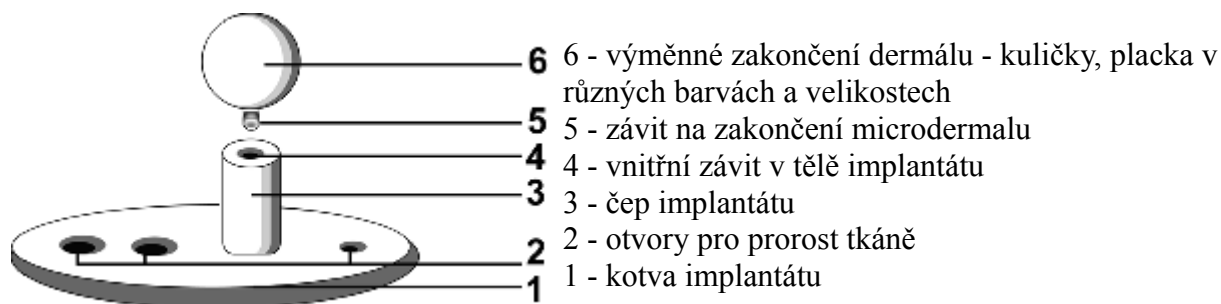 6 6 - výměnné zakončení dermálu - kuličky, placka v
různých barvách a velikostech
5 5 - závit na zakončení microdermalu
4 4 - vnitřní závit v těle implantátu
3 3 - čep implantátu
2 2 - otvory pro prorost tkáně
1 1 - kotva implantátu